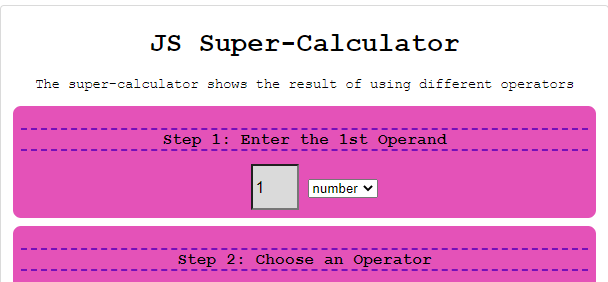 JS Super-Calculator
The super-calculator shows the result of using different operators
Step 1: Enter the 1st Operand
1 number
Step 2: Choose an Operator